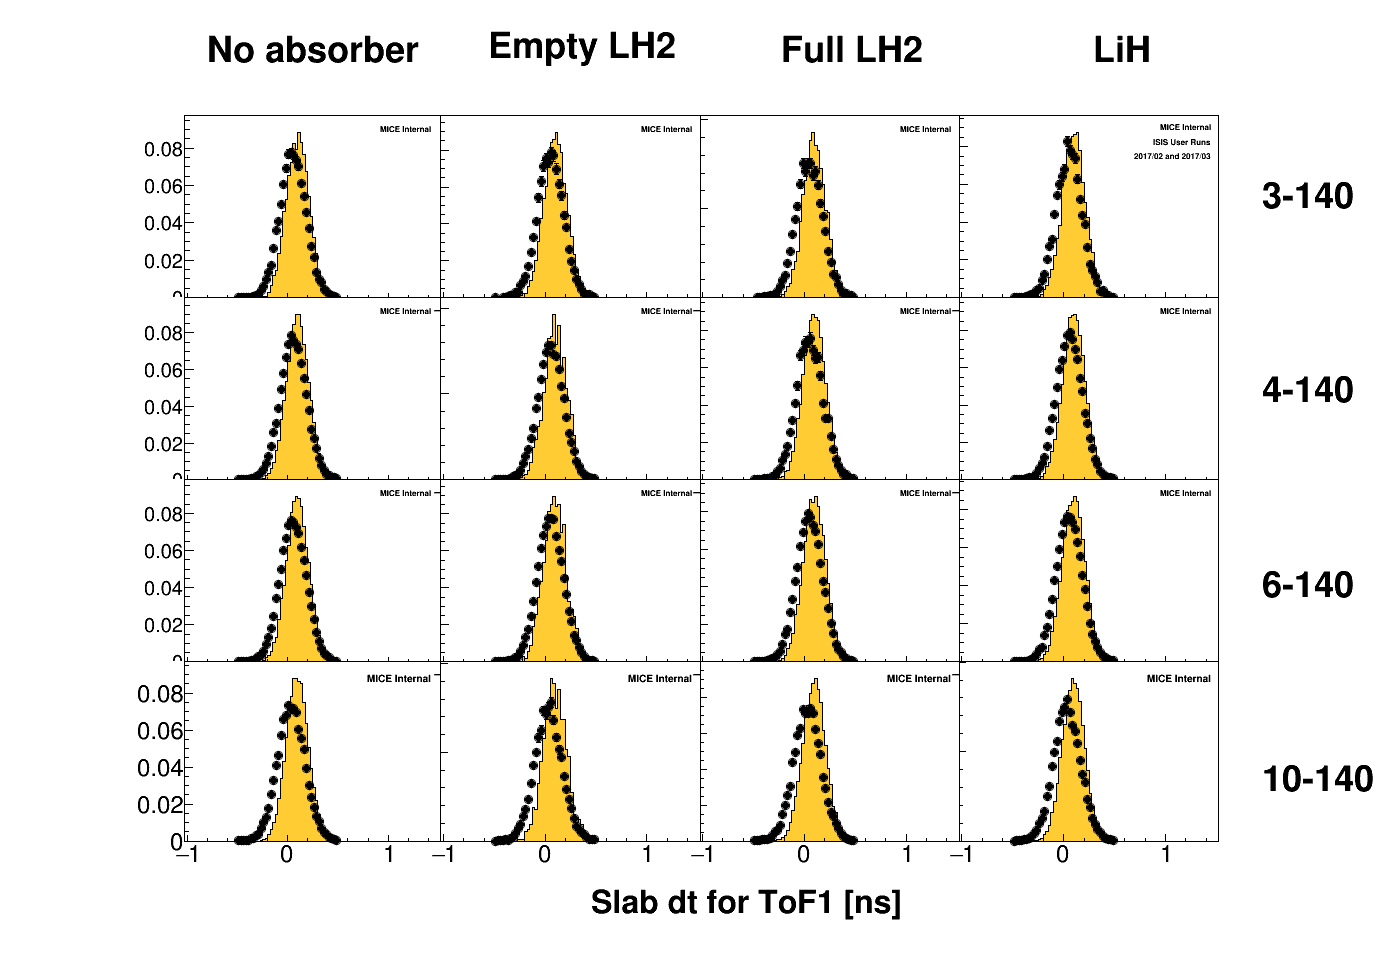 No absorber Empty LH2 Full LH2 LiH
MICE Internal MICE Internal MICE Internal MICE Internal
ISIS User Runs
2017/02 and 2017/03
0.08
0.06
0.04
0.02
0
3-140
MICE Internal MICE Internal MICE Internal MICE Internal
0.08
0.06
0.04
0.02
0
4-140
MICE Internal MICE Internal MICE Internal MICE Internal
0.08
0.06
0.04
0.02
0
6-140
MICE Internal MICE Internal MICE Internal MICE Internal
0.08
0.06
0.04
0.02
0
10-140
−1 0 1 −1 0 1 −1 0 1 −1 0 1
Slab dt for ToF1 [ns]